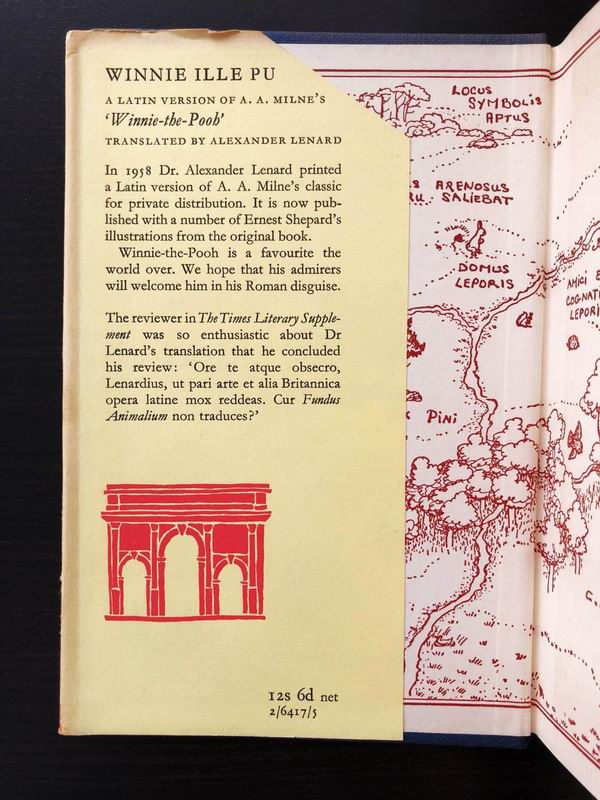 WINNIE ILLE PU
A LATIN VERSION OF A. A. MILNE'S
'Winnie-the-Pooh'
TRANSLATED BY ALEXANDER LENARD
In 1958 Dr. Alexander Lenard printed
a Latin version of A. A. Milne's classic
for private distribution. It is now pub-
lished with a number of Ernest Shepard's
illustrations from the original book.
Winnie-the-Pooh is a favourite the
world over. We hope that his admirers
will welcome him in his Roman disguise.
The reviewer in The Times Literary Supple-
ment was so enthusiastic about Dr
Lenard's translation that he concluded
his review: 'Ore te atque obsecro,
Lenardius, ut pari arte et alia Britannica
opera latine mox reddeas. Cur Fundus
Animalium non traduces?'
12s 6d net
2/6417/5
LOCUS
SYMBOLIS
APTUS
ARENOSUS
SALIEBAT
DOMUS
LEPORIS
AMICI
COGNAT
LEPORI
PINI